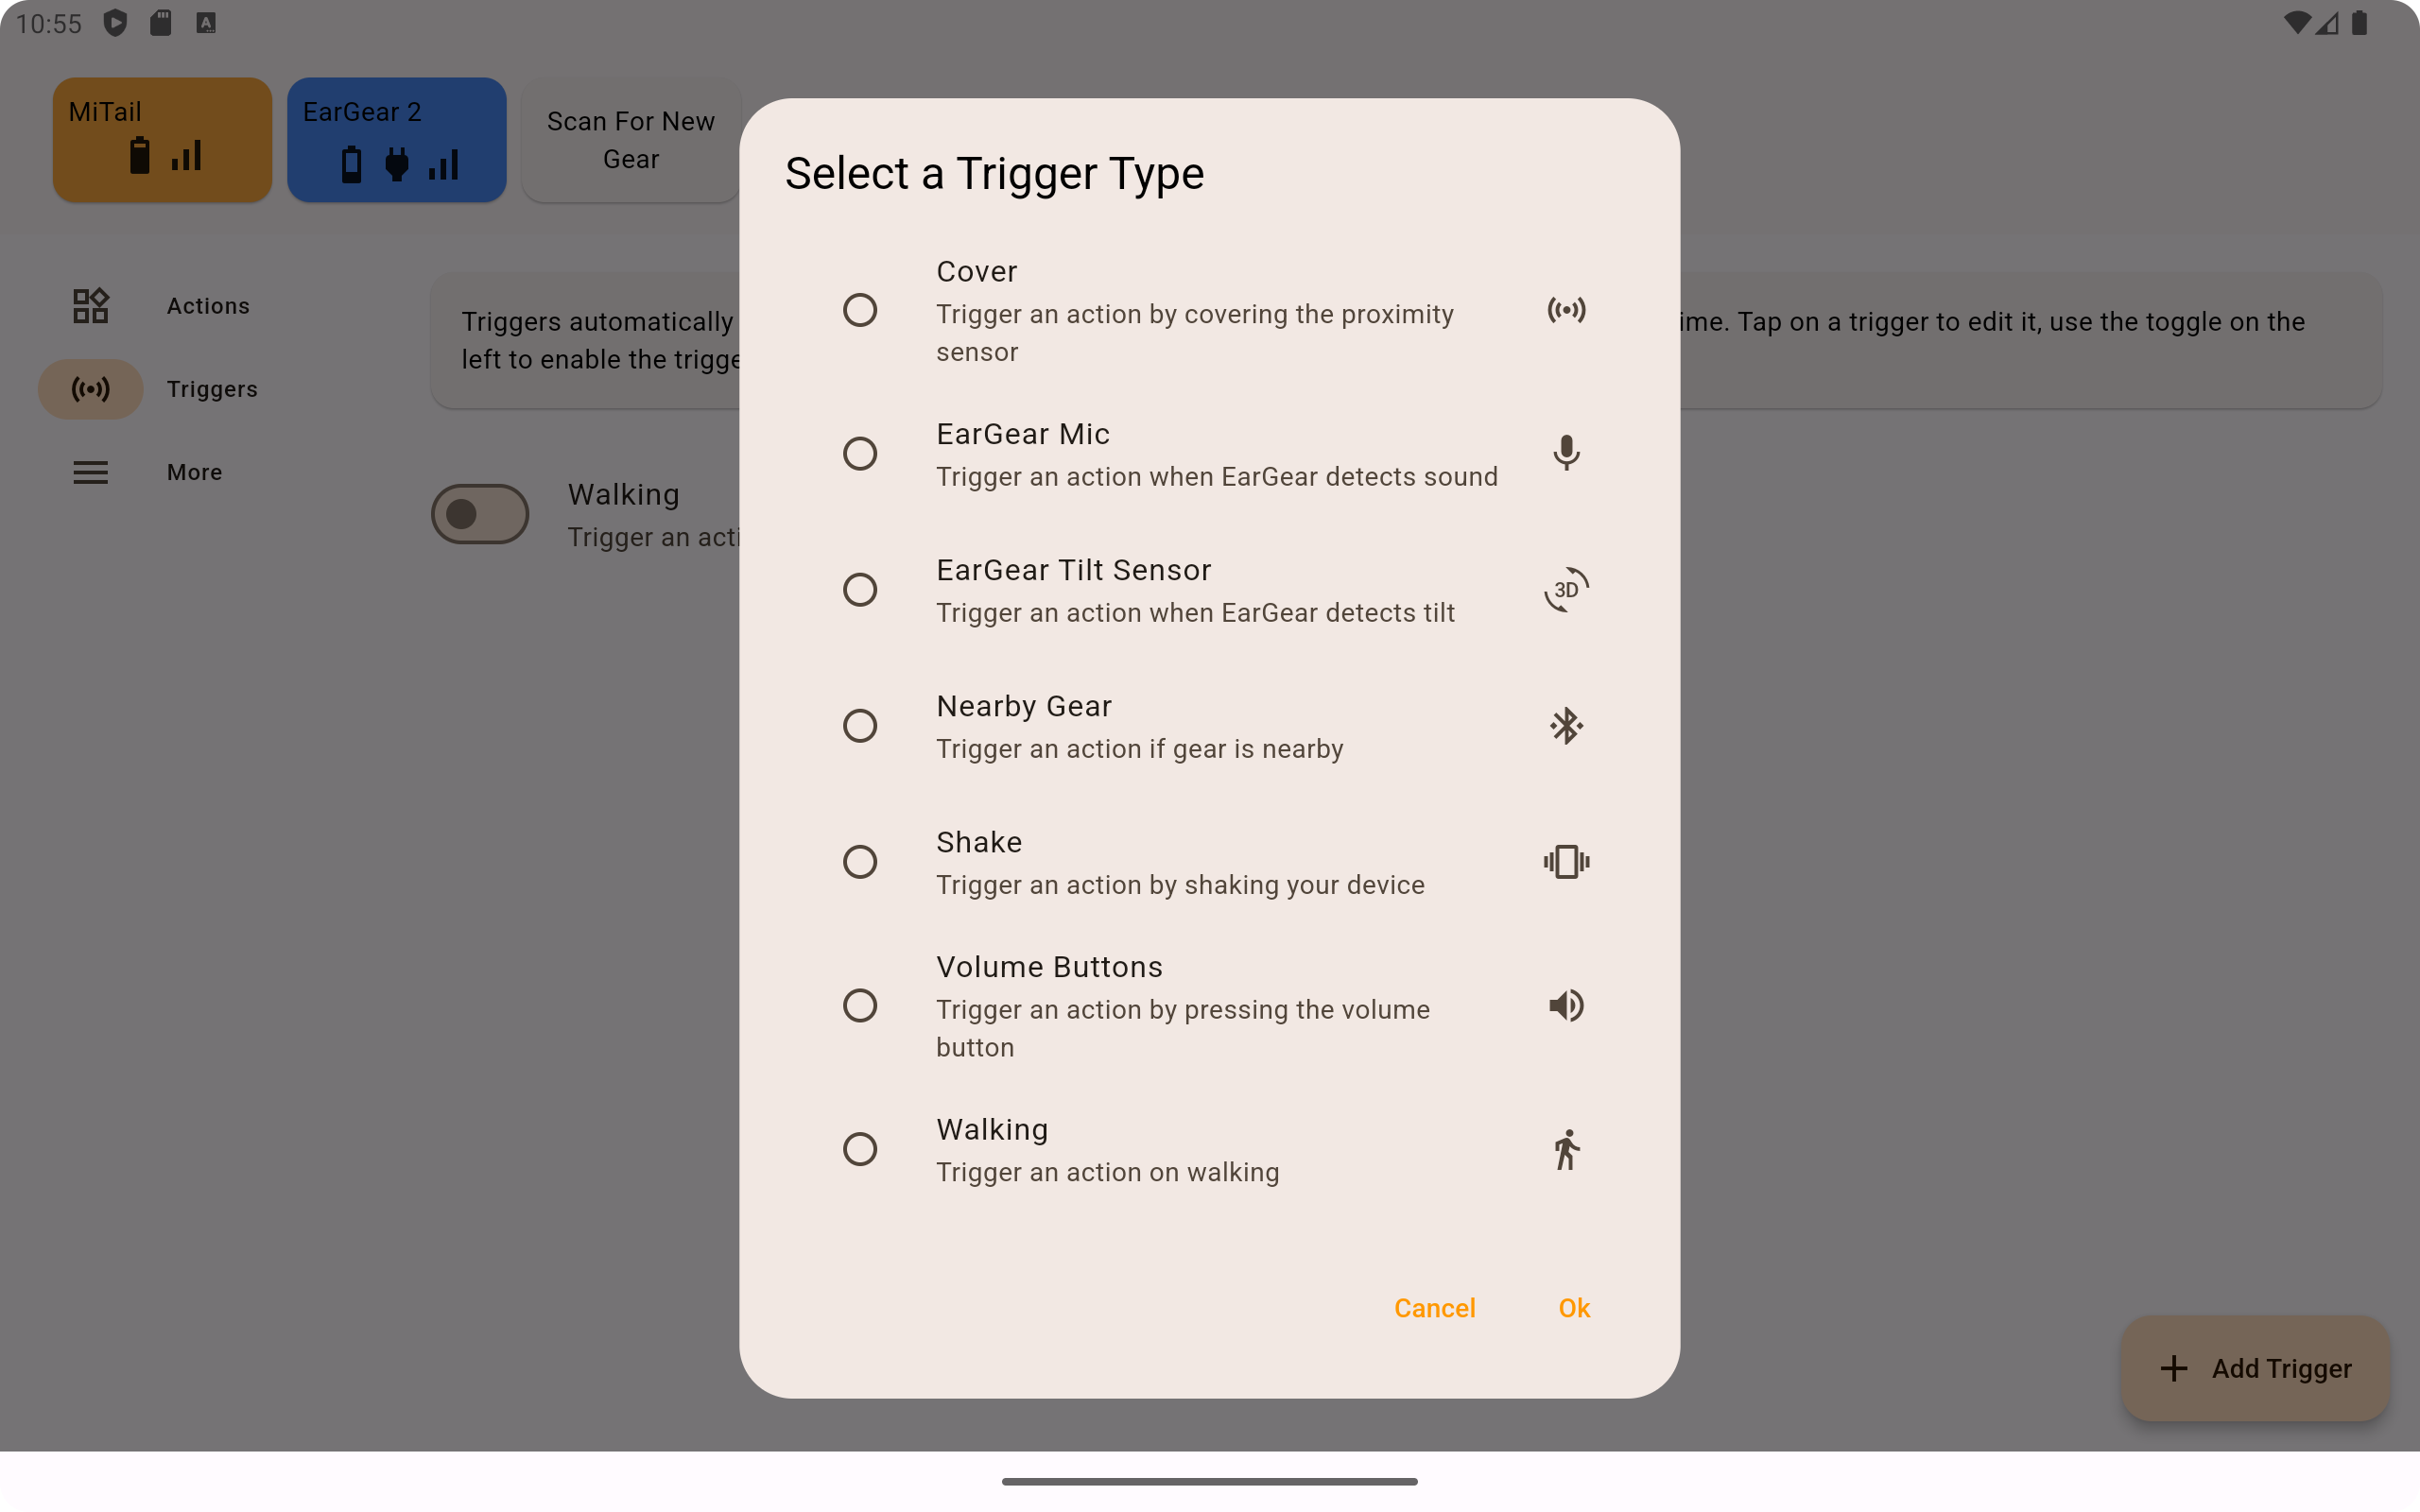 10:55
MiTail
EarGear 2
Scan For New
Gear
Actions
Triggers
More
Triggers automatically
ime. Tap on a trigger to edit it, use the toggle on the
left to enable the trigge
Walking
Trigger an acti
Select a Trigger Type
Cover
Trigger an action by covering the proximity
sensor
EarGear Mic
Trigger an action when EarGear detects sound
EarGear Tilt Sensor
Trigger an action when EarGear detects tilt
3D
Nearby Gear
Trigger an action if gear is nearby
Shake
Trigger an action by shaking your device
Volume Buttons
Trigger an action by pressing the volume
button
Walking
Trigger an action on walking
Cancel
Ok
Add Trigger